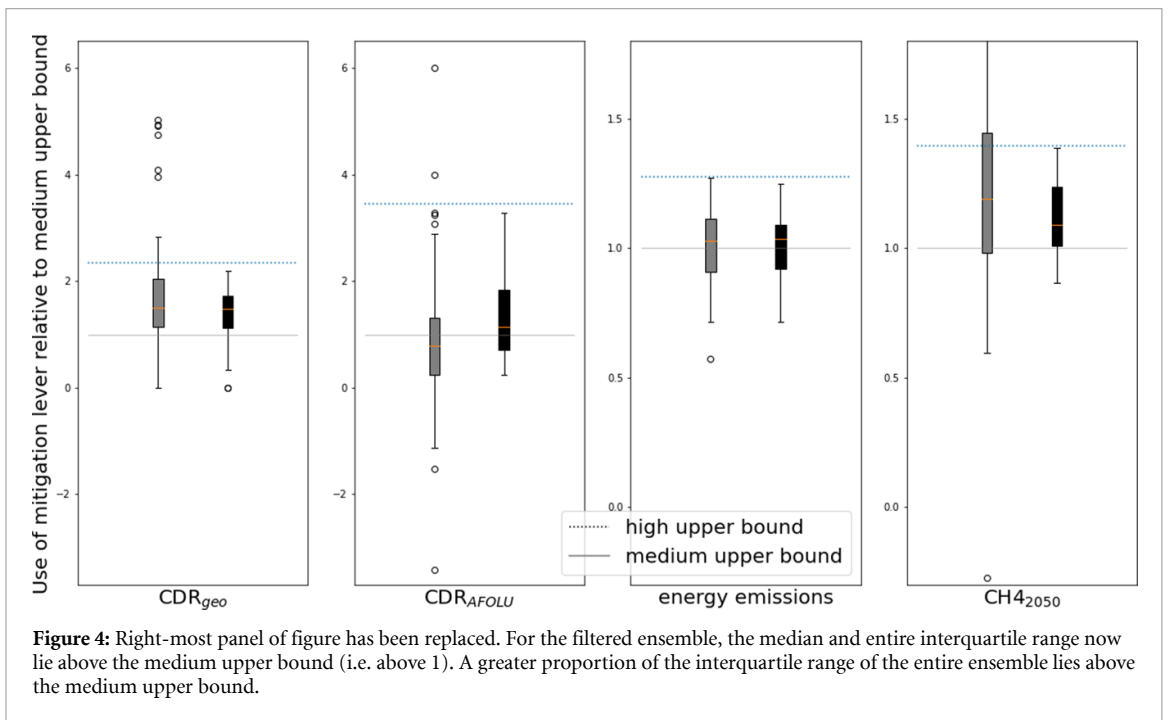 Use of mitigation lever relative to medium upper bound
6
4
2
0
−2
CDRgeo
6
4
2
0
−2
CDRAFOLU
1.5
1.0
0.5
0.0
energy emissions
1.5
1.0
0.5
0.0
CH42050
high upper bound
medium upper bound
Figure 4: Right-most panel of figure has been replaced. For the filtered ensemble, the median and entire interquartile range now
lie above the medium upper bound (i.e. above 1). A greater proportion of the interquartile range of the entire ensemble lies above
the medium upper bound.